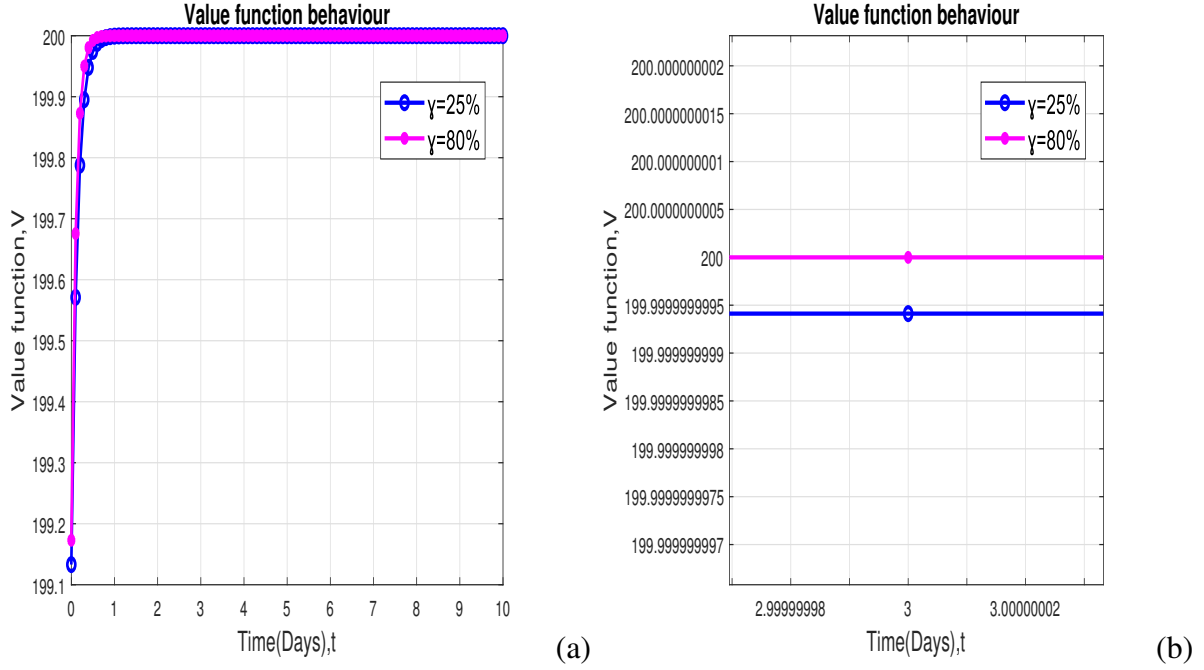 Value function behaviour
200
199.9
199.8
199.7
199.6
199.5
199.4
199.3
199.2
199.1
Value function,V
ɣ=25%
ɣ=80%
0 1 2 3 4 5 6 7 8 9 10
Time(Days),t
(a)
Value function behaviour
200.000000002
200.0000000015
200.000000001
200.0000000005
200
199.9999999995
199.999999999
199.9999999985
199.999999998
199.9999999975
199.999999997
Value function,V
ɣ=25%
ɣ=80%
2.99999998 3 3.00000002
Time(Days),t
(b)